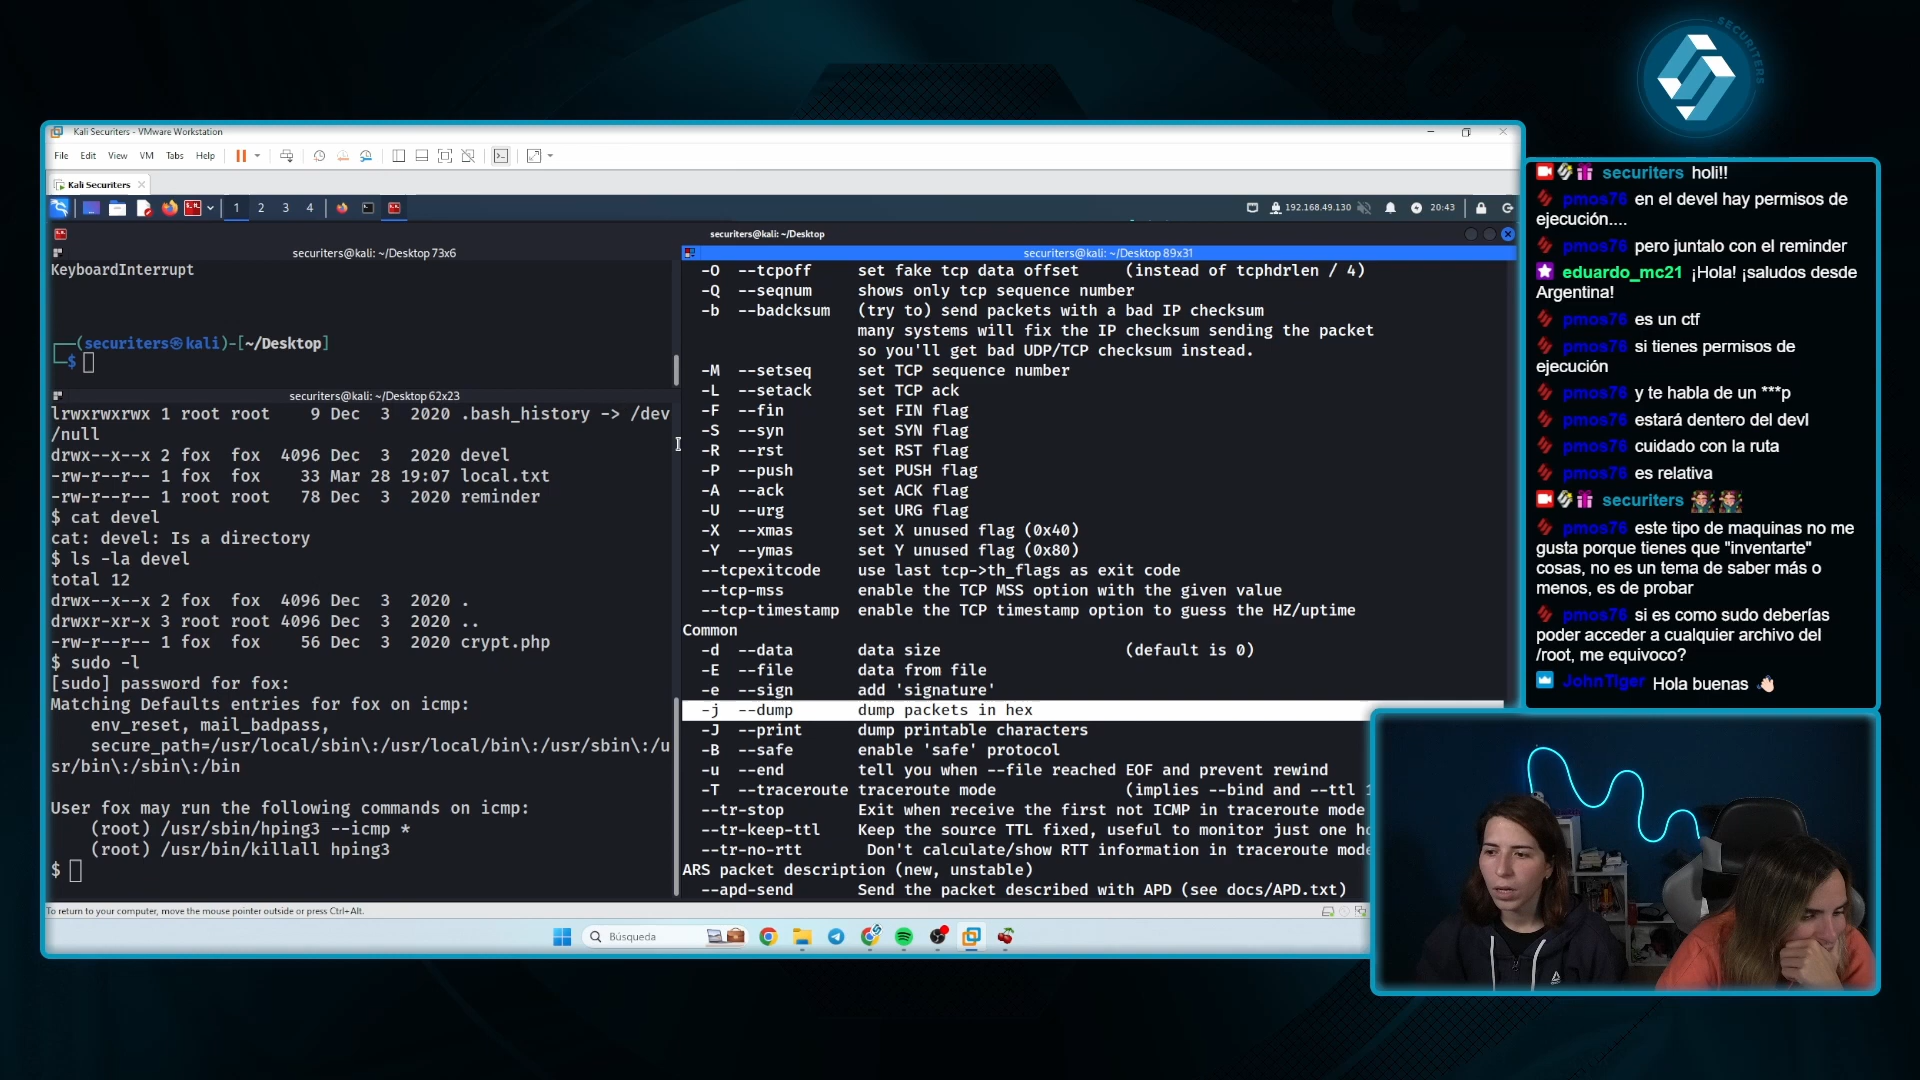 SECURITERS
Kali Securiters - VMware Workstation
File Edit View VM Tabs Help
Kali Securiters
1 2 3 4
192.168.49.130
20:43
securiters@kali: ~/Desktop
securiters@kali: ~/Desktop 73x6
KeyboardInterrupt
┌──(securiters㉿kali)-[~/Desktop]
└─$
securiters@kali: ~/Desktop 62x23
lrwxrwxrwx 1 root root    9 Dec  3  2020 .bash_history -> /dev
/null
drwx--x--x 2 fox  fox  4096 Dec  3  2020 devel
-rw-r--r-- 1 fox  fox    33 Mar 28 19:07 local.txt
-rw-r--r-- 1 root root   78 Dec  3  2020 reminder
$ cat devel
cat: devel: Is a directory
$ ls -la devel
total 12
drwx--x--x 2 fox  fox  4096 Dec  3  2020 .
drwxr-xr-x 3 root root 4096 Dec  3  2020 ..
-rw-r--r-- 1 fox  fox    56 Dec  3  2020 crypt.php
$ sudo -l
[sudo] password for fox:
Matching Defaults entries for fox on icmp:
env_reset, mail_badpass,
secure_path=/usr/local/sbin\:/usr/local/bin\:/usr/sbin\:/u
sr/bin\:/sbin\:/bin
User fox may run the following commands on icmp:
(root) /usr/sbin/hping3 --icmp *
(root) /usr/bin/killall hping3
$
securiters@kali: ~/Desktop 89x31
-O --tcpoff set fake tcp data offset (instead of tcphdrlen / 4)
-Q --seqnum shows only tcp sequence number
-b --badcksum (try to) send packets with a bad IP checksum
many systems will fix the IP checksum sending the packet
so you'll get bad UDP/TCP checksum instead.
-M --setseq set TCP sequence number
-L --setack set TCP ack
-F --fin set FIN flag
-S --syn set SYN flag
-R --rst set RST flag
-P --push set PUSH flag
-A --ack set ACK flag
-U --urg set URG flag
-X --xmas set X unused flag (0x40)
-Y --ymas set Y unused flag (0x80)
--tcpexitcode use last tcp->th_flags as exit code
--tcp-mss enable the TCP MSS option with the given value
--tcp-timestamp enable the TCP timestamp option to guess the HZ/uptime
Common
-d --data data size (default is 0)
-E --file data from file
-e --sign add 'signature'
-j --dump dump packets in hex
-J --print dump printable characters
-B --safe enable 'safe' protocol
-u --end tell you when --file reached EOF and prevent rewind
-T --traceroute traceroute mode (implies --bind and --ttl
--tr-stop Exit when receive the first not ICMP in traceroute mode
--tr-keep-ttl Keep the source TTL fixed, useful to monitor just one
--tr-no-rtt Don't calculate/show RTT information in traceroute
ARS packet description (new, unstable)
--apd-send Send the packet described with APD (see docs/APD.txt)
To return to your computer, move the mouse pointer outside or press Ctrl+Alt.
Búsqueda
securiters holi!!
pmos76 en el devel hay permisos de
ejecución....
pmos76 pero juntalo con el reminder
eduardo_mc21 ¡Hola! ¡saludos desde
Argentina!
pmos76 es un ctf
pmos76 si tienes permisos de
ejecución
pmos76 y te habla de un ***p
pmos76 estará dentero del devl
pmos76 cuidado con la ruta
pmos76 es relativa
securiters
pmos76 este tipo de maquinas no me
gusta porque tienes que "inventarte"
cosas, no es un tema de saber más o
menos, es de probar
pmos76 si es como sudo deberías
poder acceder a cualquier archivo del
/root, me equivoco?
JohnTiger Hola buenas 👋🏻